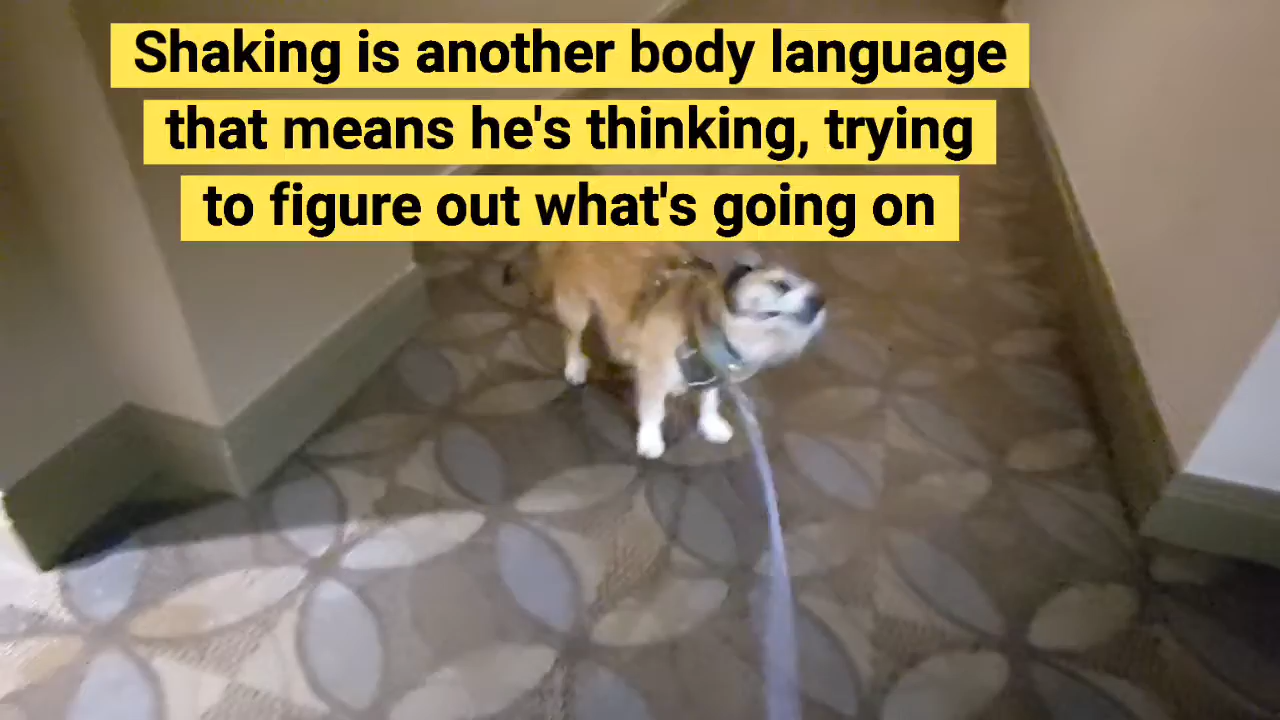 Shaking is another body language
that means he's thinking, trying
to figure out what's going on